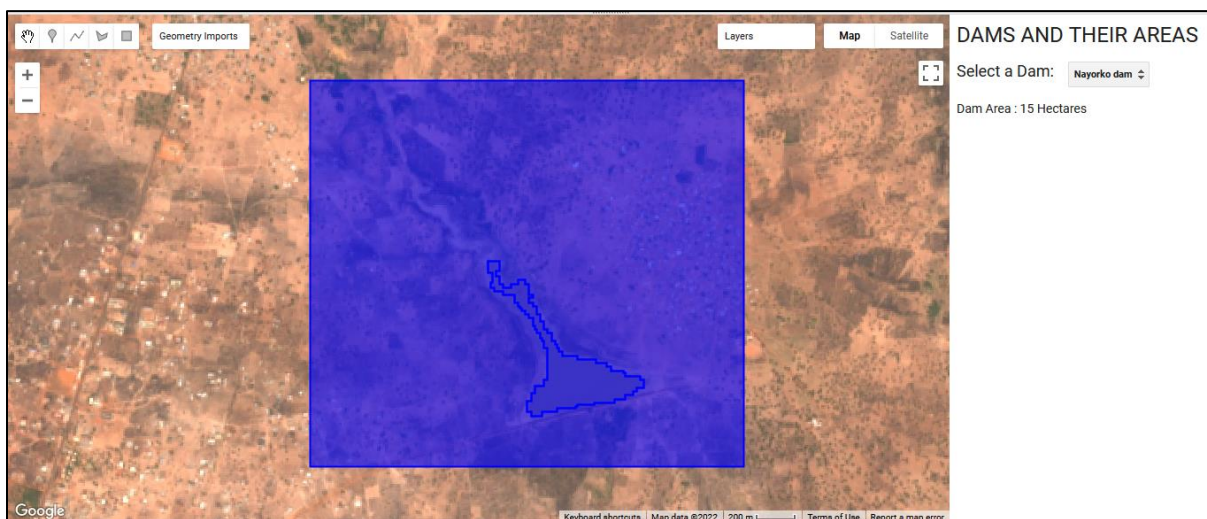 Geometry Imports
Layers
Map Satellite
DAMS AND THEIR AREAS
Select a Dam: Nayorko dam
Dam Area : 15 Hectares
Google
Keyboard shortcuts Map data ©2022 200 m Terms of Use Report a map error